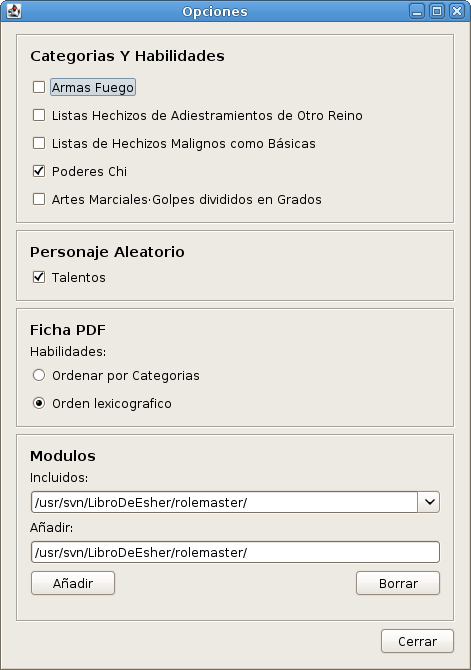 Opciones
Categorias Y Habilidades
Armas Fuego
Listas Hechizos de Adiestramientos de Otro Reino
Listas de Hechizos Malignos como Básicas
Poderes Chi
Artes Marciales·Golpes divididos en Grados
Personaje Aleatorio
Talentos
Ficha PDF
Habilidades:
Ordenar por Categorias
Orden lexicografico
Modulos
Incluidos:
/usr/svn/LibroDeEsher/rolemaster/
Añadir:
/usr/svn/LibroDeEsher/rolemaster/
Añadir Borrar
Cerrar